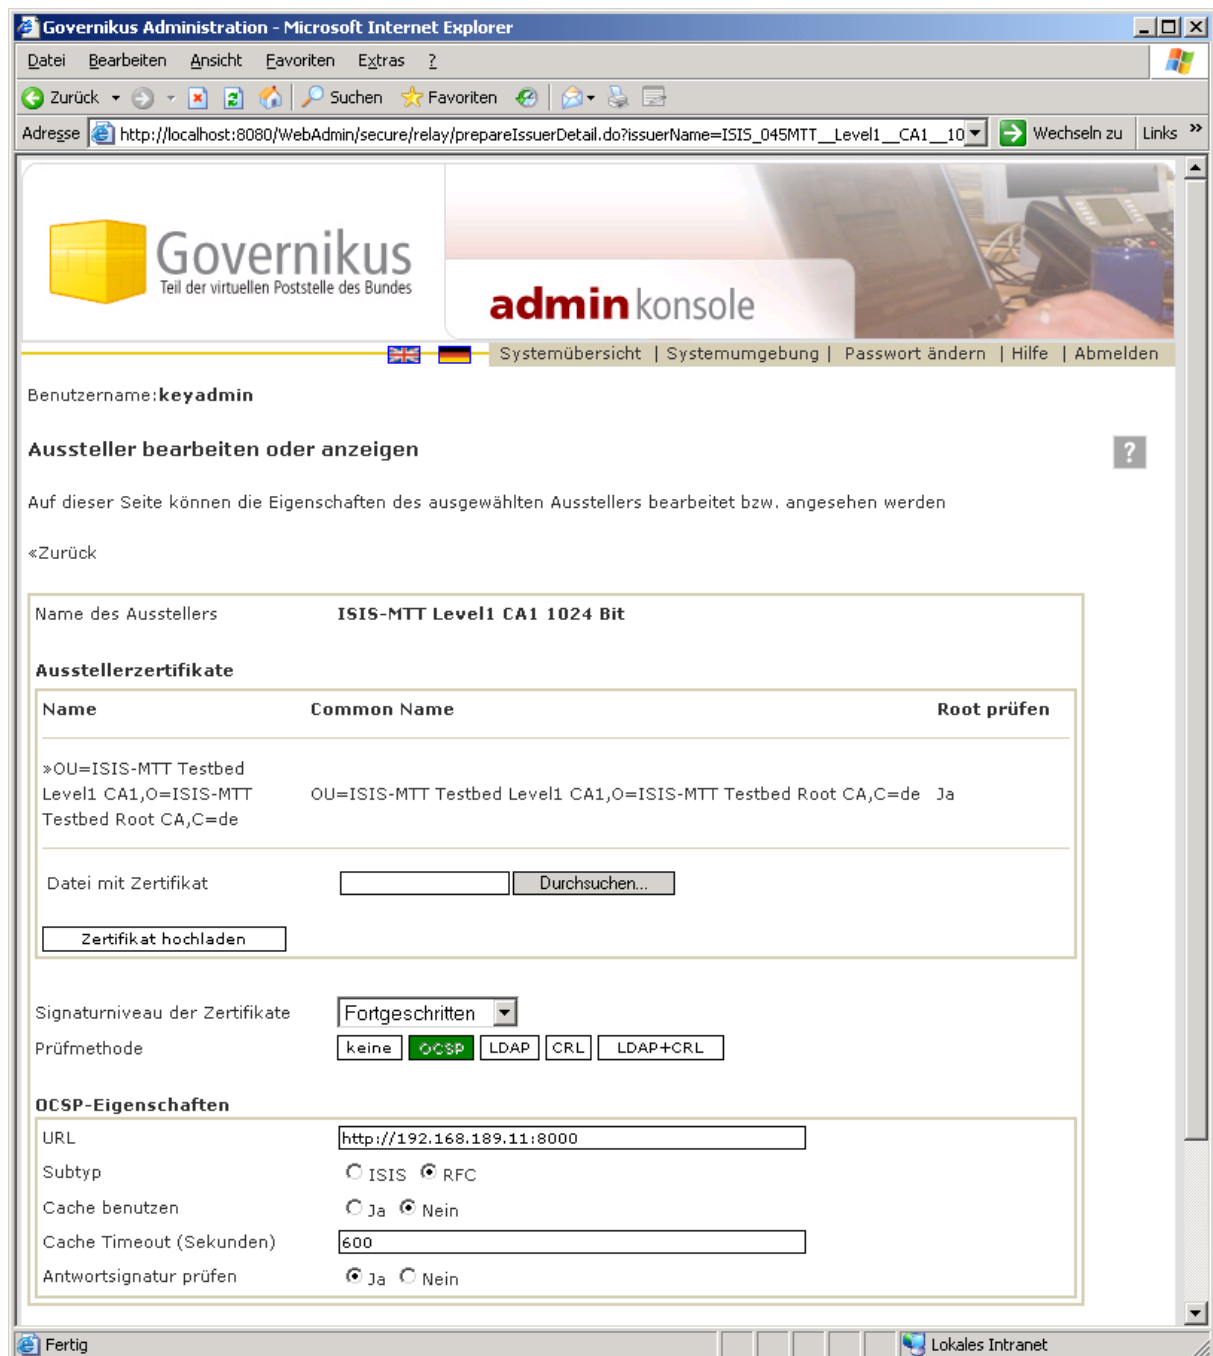 Governikus Administration - Microsoft Internet Explorer
Datei Bearbeiten Ansicht Favoriten Extras ?
Zurück Suchen Favoriten
Adresse http://localhost:8080/WebAdmin/secure/relay/prepareIssuerDetail.do?issuerName=ISIS_045MTT__Level1__CA1__10 Wechseln zu Links »
Governikus
Teil der virtuellen Poststelle des Bundes
admin konsole
Systemübersicht | Systemumgebung | Passwort ändern | Hilfe | Abmelden
Benutzername:keyadmin
Aussteller bearbeiten oder anzeigen
?
Auf dieser Seite können die Eigenschaften des ausgewählten Ausstellers bearbeitet bzw. angesehen werden
«Zurück
Name des Ausstellers ISIS-MTT Level1 CA1 1024 Bit
Ausstellerzertifikate
Name Common Name Root prüfen
»OU=ISIS-MTT Testbed
Level1 CA1,O=ISIS-MTT OU=ISIS-MTT Testbed Level1 CA1,O=ISIS-MTT Testbed Root CA,C=de Ja
Testbed Root CA,C=de
Datei mit Zertifikat Durchsuchen...
Zertifikat hochladen
Signaturniveau der Zertifikate Fortgeschritten
Prüfmethode keine OCSP LDAP CRL LDAP+CRL
OCSP-Eigenschaften
URL http://192.168.189.11:8000
Subtyp ISIS RFC
Cache benutzen Ja Nein
Cache Timeout (Sekunden) 600
Antwortsignatur prüfen Ja Nein
Fertig Lokales Intranet